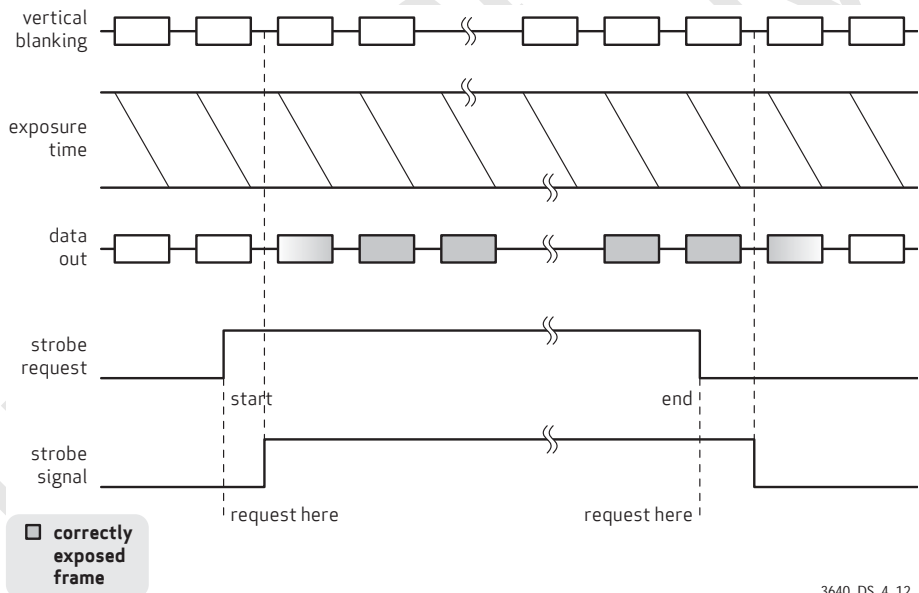 vertical
blanking
exposure
time
data
out
strobe
request
start
end
strobe
signal
request here
request here
correctly
exposed
frame
3640_DS_4_12